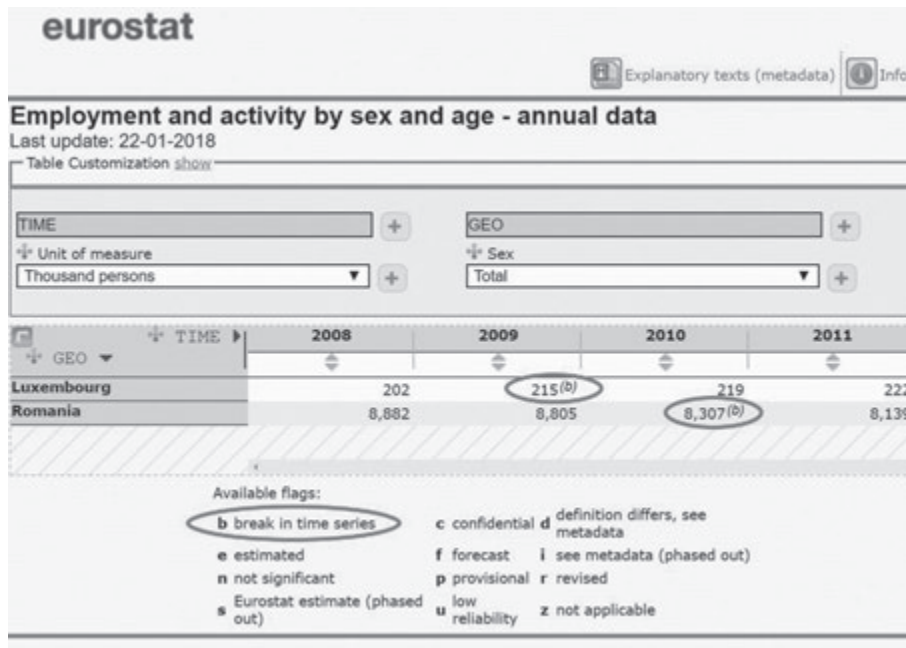 eurostat
Explanatory texts (metadata) Info
Employment and activity by sex and age - annual data
Last update: 22-01-2018
Table Customization show
TIME GEO
Unit of measure Sex
Thousand persons Total
TIME 2008 2009 2010 2011
GEO
Luxembourg 202 215(b) 219 222
Romania 8,882 8,805 8,307(b) 8,139
Available flags:
b break in time series c confidential d definition differs, see metadata
e estimated f forecast i see metadata (phased out)
n not significant p provisional r revised
s Eurostat estimate (phased out) u low reliability z not applicable